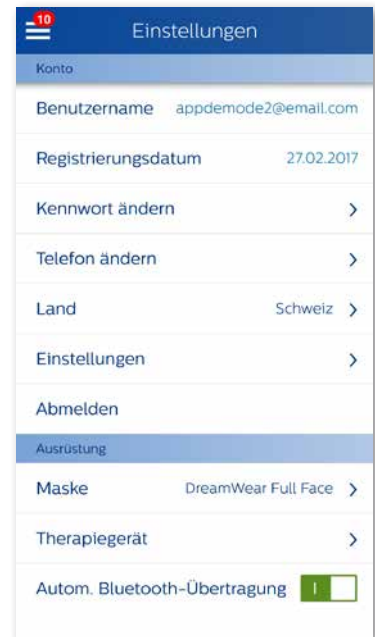 10
Einstellungen
Konto
Benutzername appdemode2@email.com
Registrierungsdatum 27.02.2017
Kennwort ändern
Telefon ändern
Land Schweiz
Einstellungen
Abmelden
Ausrüstung
Maske DreamWear Full Face
Therapiegerät
Autom. Bluetooth-Übertragung